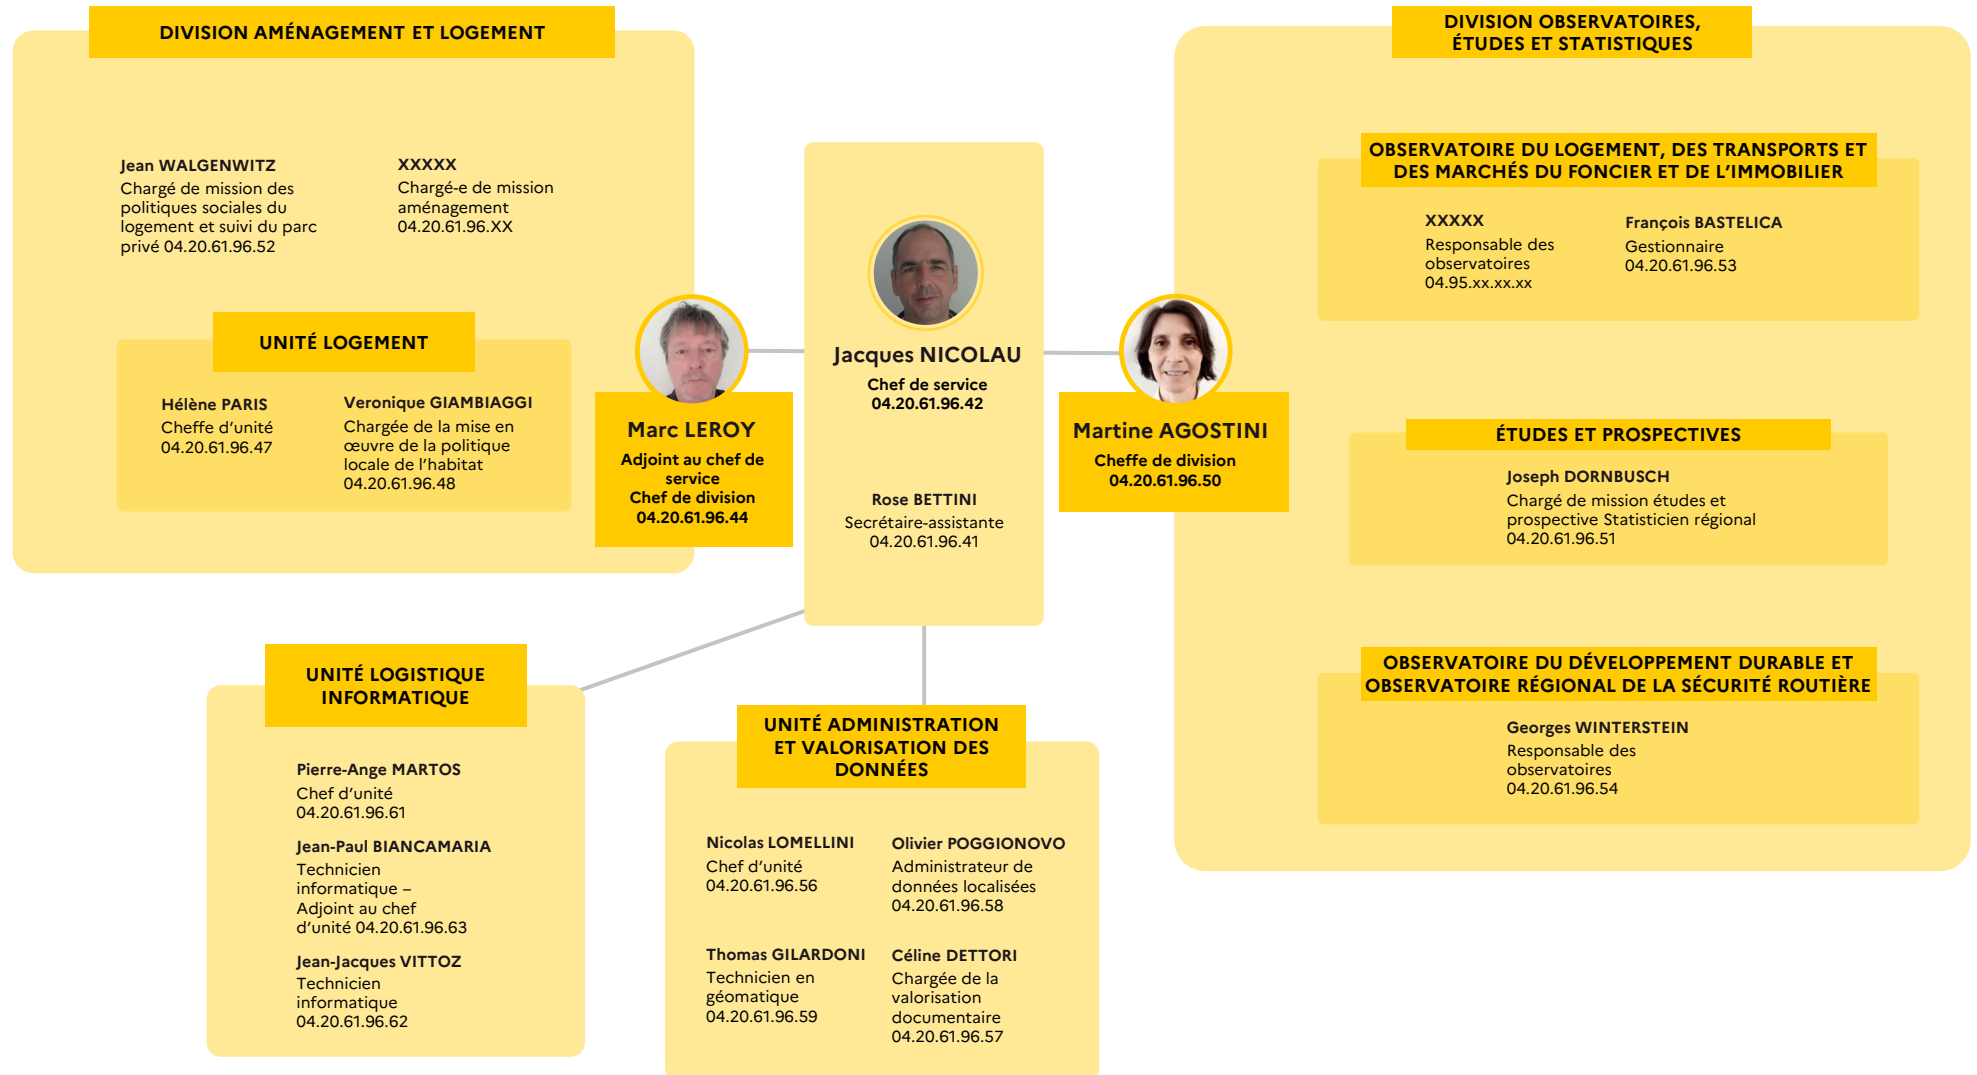 DIVISION AMÉNAGEMENT ET LOGEMENT
Jean WALGENWITZ
Chargé de mission des
politiques sociales du
logement et suivi du parc
privé 04.20.61.96.52
XXXXX
Chargé-e de mission
aménagement
04.20.61.96.XX
UNITÉ LOGEMENT
Hélène PARIS
Cheffe d'unité
04.20.61.96.47
Veronique GIAMBIAGGI
Chargée de la mise en
œuvre de la politique
locale de l'habitat
04.20.61.96.48
Marc LEROY
Adjoint au chef de
service
Chef de division
04.20.61.96.44
Jacques NICOLAU
Chef de service
04.20.61.96.42
Rose BETTINI
Secrétaire-assistante
04.20.61.96.41
Martine AGOSTINI
Cheffe de division
04.20.61.96.50
DIVISION OBSERVATOIRES,
ÉTUDES ET STATISTIQUES
OBSERVATOIRE DU LOGEMENT, DES TRANSPORTS ET
DES MARCHÉS DU FONCIER ET DE L'IMMOBILIER
XXXXX
Responsable des
observatoires
04.95.xx.xx.xx
François BASTELICA
Gestionnaire
04.20.61.96.53
ÉTUDES ET PROSPECTIVES
Joseph DORNBUSCH
Chargé de mission études et
prospective Statisticien régional
04.20.61.96.51
OBSERVATOIRE DU DÉVELOPPEMENT DURABLE ET
OBSERVATOIRE RÉGIONAL DE LA SÉCURITÉ ROUTIÈRE
Georges WINTERSTEIN
Responsable des
observatoires
04.20.61.96.54
UNITÉ LOGISTIQUE
INFORMATIQUE
Pierre-Ange MARTOS
Chef d'unité
04.20.61.96.61
Jean-Paul BIANCAMARIA
Technicien
informatique –
Adjoint au chef
d'unité 04.20.61.96.63
Jean-Jacques VITTOZ
Technicien
informatique
04.20.61.96.62
UNITÉ ADMINISTRATION
ET VALORISATION DES
DONNÉES
Nicolas LOMELLINI
Chef d'unité
04.20.61.96.56
Olivier POGGIONOVO
Administrateur de
données localisées
04.20.61.96.58
Thomas GILARDONI
Technicien en
géomatique
04.20.61.96.59
Céline DETTORI
Chargée de la
valorisation
documentaire
04.20.61.96.57